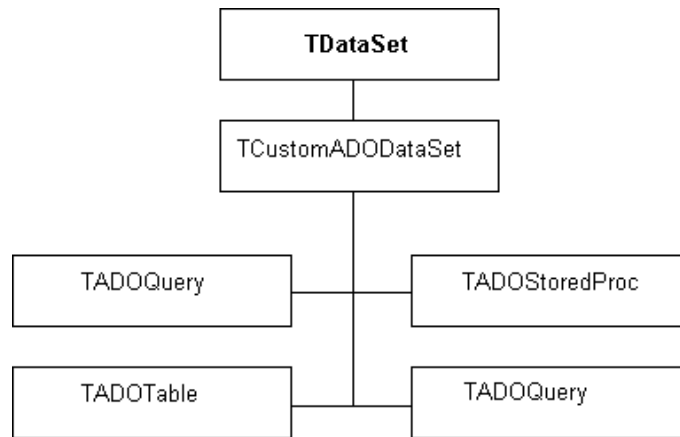 TDataSet
TCustomADODataSet
TADOQuery
TADOStoredProc
TADOTable
TADOQuery